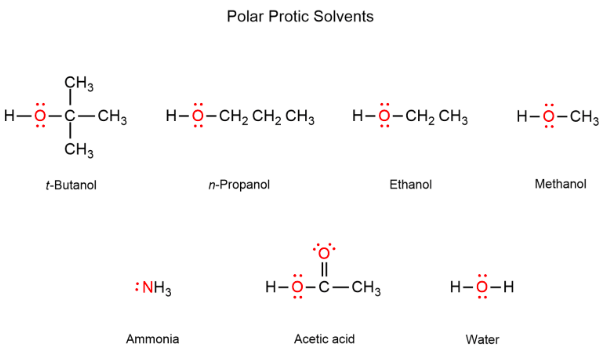 Polar Protic Solvents
CH₃
H–O–C–CH₃
CH₃
t-Butanol
H–O–CH₂ CH₂ CH₃
n-Propanol
H–O–CH₂ CH₃
Ethanol
H–O–CH₃
Methanol
:NH₃
Ammonia
O
H–O–C–CH₃
Acetic acid
H–O–H
Water